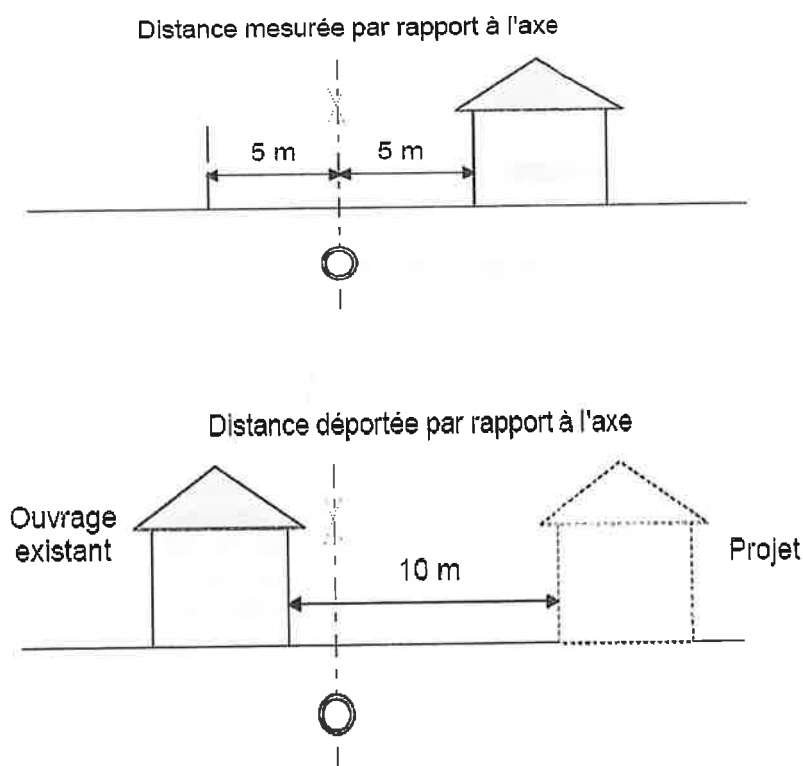 Distance mesurée par rapport à l'axe
5 m
5 m
Distance déportée par rapport à l'axe
Ouvrage
existant
10 m
Projet